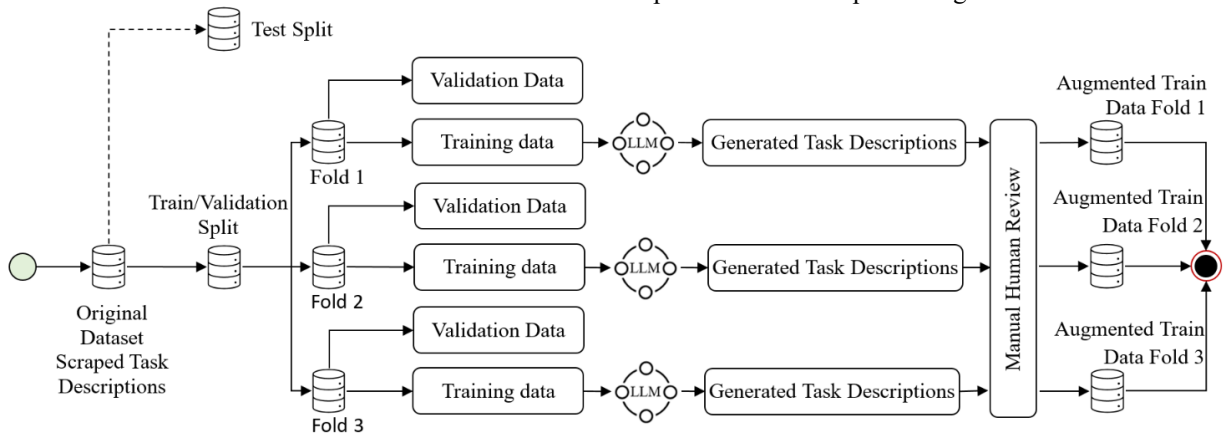 Test Split
Validation Data
Training data
LLM
Generated Task Descriptions
Fold 1
Augmented Train
Data Fold 1
Train/Validation
Split
Validation Data
Training data
LLM
Generated Task Descriptions
Fold 2
Manual Human Review
Augmented Train
Data Fold 2
Original
Dataset
Scraped Task
Descriptions
Validation Data
Training data
LLM
Generated Task Descriptions
Fold 3
Augmented Train
Data Fold 3